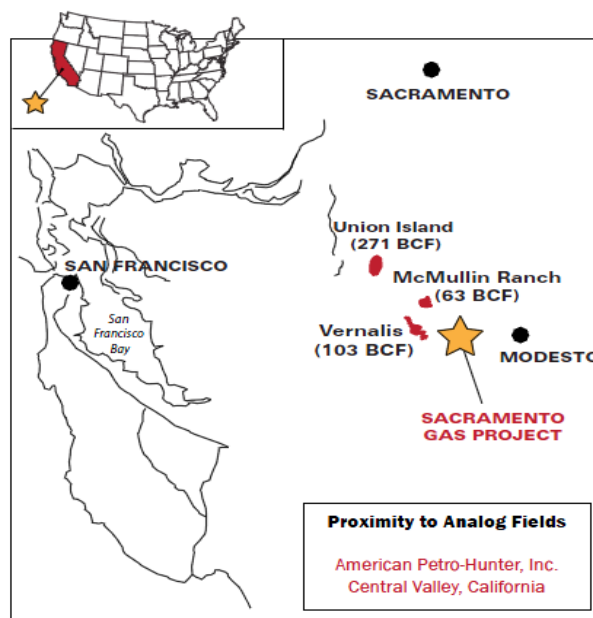 SACRAMENTO
Union Island
(271 BCF)
SAN FRANCISCO
McMullin Ranch
(63 BCF)
San
Francisco
Bay
Vernalis
(103 BCF)
MODESTO
SACRAMENTO
GAS PROJECT
Proximity to Analog Fields
American Petro-Hunter, Inc.
Central Valley, California